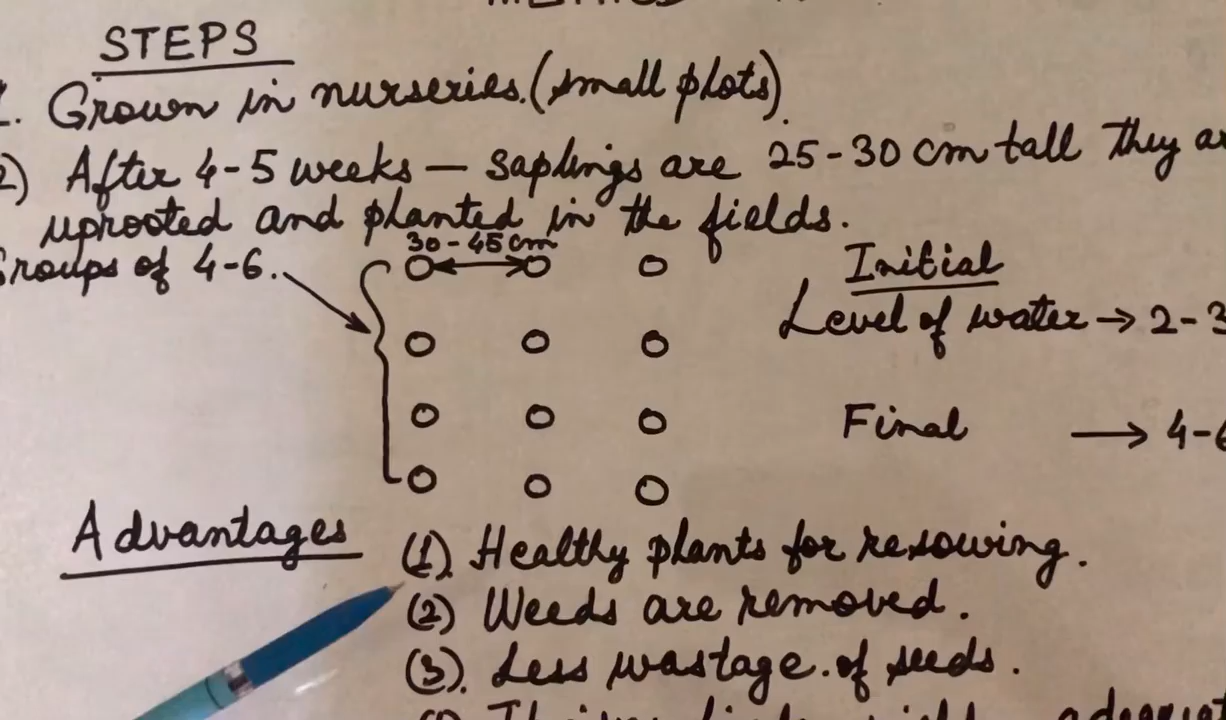 STEPS
1. Grown in nurseries. (small plots).
2) After 4-5 weeks — saplings are 25-30 cm tall They
uprooted and planted in the fields.
30-45 cm
Groups of 4-6.
Initial
Level of water → 2-3
Final → 4-6
Advantages (1). Healthy plants for resowing.
(2) Weeds are removed.
(3). Less wastage. of seeds.